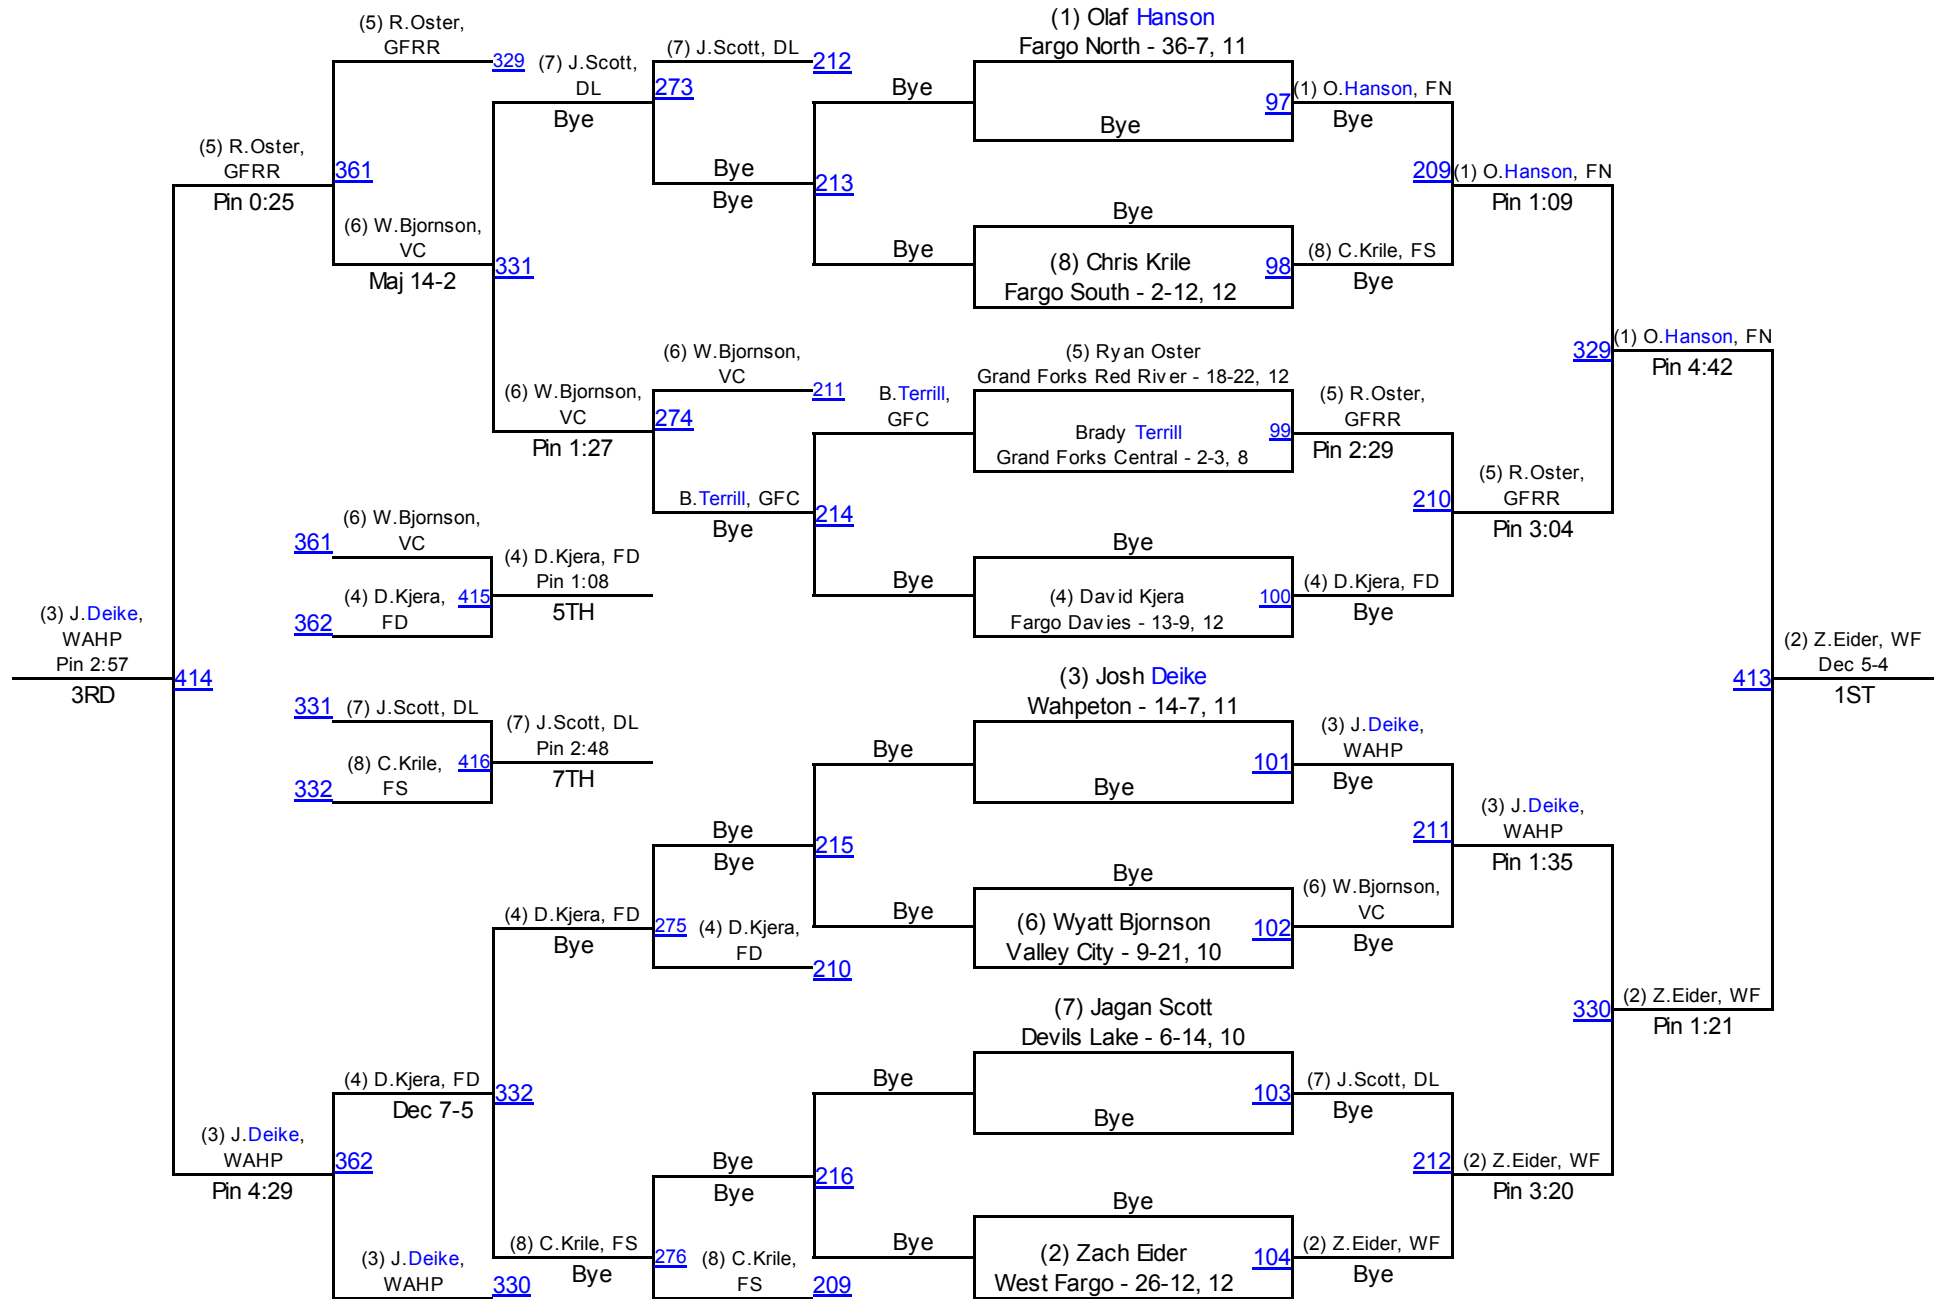 (5) R.Oster,
GFRR
329
(7) J.Scott,
DL
Bye
(7) J.Scott, DL
212
273
(1) Olaf Hanson
Fargo North - 36-7, 11
Bye
Bye
97
(1) O.Hanson, FN
Bye
(5) R.Oster,
GFRR
Pin 0:25
361
Bye
Bye
213
209
(1) O.Hanson, FN
Pin 1:09
(6) W.Bjornson,
VC
Maj 14-2
331
Bye
Bye
(8) Chris Krile
Fargo South - 2-12, 12
98
(8) C.Krile, FS
Bye
(6) W.Bjornson,
VC
211
(6) W.Bjornson,
VC
Pin 1:27
274
B.Terrill,
GFC
(5) Ryan Oster
Grand Forks Red River - 18-22, 12
Brady Terrill
Grand Forks Central - 2-3, 8
99
(5) R.Oster,
GFRR
Pin 2:29
329
(1) O.Hanson, FN
Pin 4:42
B.Terrill, GFC
Bye
214
210
(5) R.Oster,
GFRR
Pin 3:04
361
(6) W.Bjornson,
VC
(4) D.Kjera, FD
Pin 1:08
5TH
415
362
(4) D.Kjera,
FD
Bye
Bye
(4) David Kjera
Fargo Davies - 13-9, 12
100
(4) D.Kjera, FD
Bye
(3) J.Deike,
WAHP
Pin 2:57
3RD
414
413
(2) Z.Eider, WF
Dec 5-4
1ST
331
(7) J.Scott, DL
(7) J.Scott, DL
Pin 2:48
7TH
416
332
(8) C.Krile,
FS
(3) Josh Deike
Wahpeton - 14-7, 11
Bye
Bye
101
(3) J.Deike,
WAHP
Bye
Bye
Bye
215
211
(3) J.Deike,
WAHP
Pin 1:35
(4) D.Kjera, FD
Bye
275
(4) D.Kjera,
FD
210
Bye
Bye
(6) Wyatt Bjornson
Valley City - 9-21, 10
102
(6) W.Bjornson,
VC
Bye
330
(2) Z.Eider, WF
Pin 1:21
(4) D.Kjera, FD
Dec 7-5
332
(7) Jagan Scott
Devils Lake - 6-14, 10
Bye
Bye
103
(7) J.Scott, DL
Bye
(3) J.Deike,
WAHP
Pin 4:29
362
Bye
Bye
216
212
(2) Z.Eider, WF
Pin 3:20
(3) J.Deike,
WAHP
330
(8) C.Krile, FS
Bye
276
(8) C.Krile,
FS
209
Bye
Bye
(2) Zach Eider
West Fargo - 26-12, 12
104
(2) Z.Eider, WF
Bye